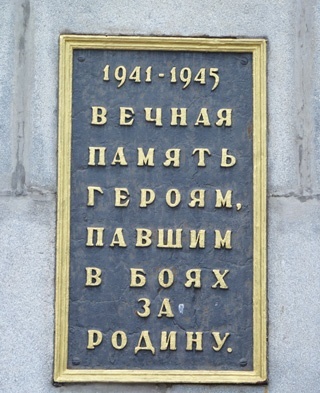 1941-1945
ВЕЧНАЯ
ПАМЯТЬ
ГЕРОЯМ,
ПАВШИМ
В БОЯХ
ЗА
РОДИНУ.